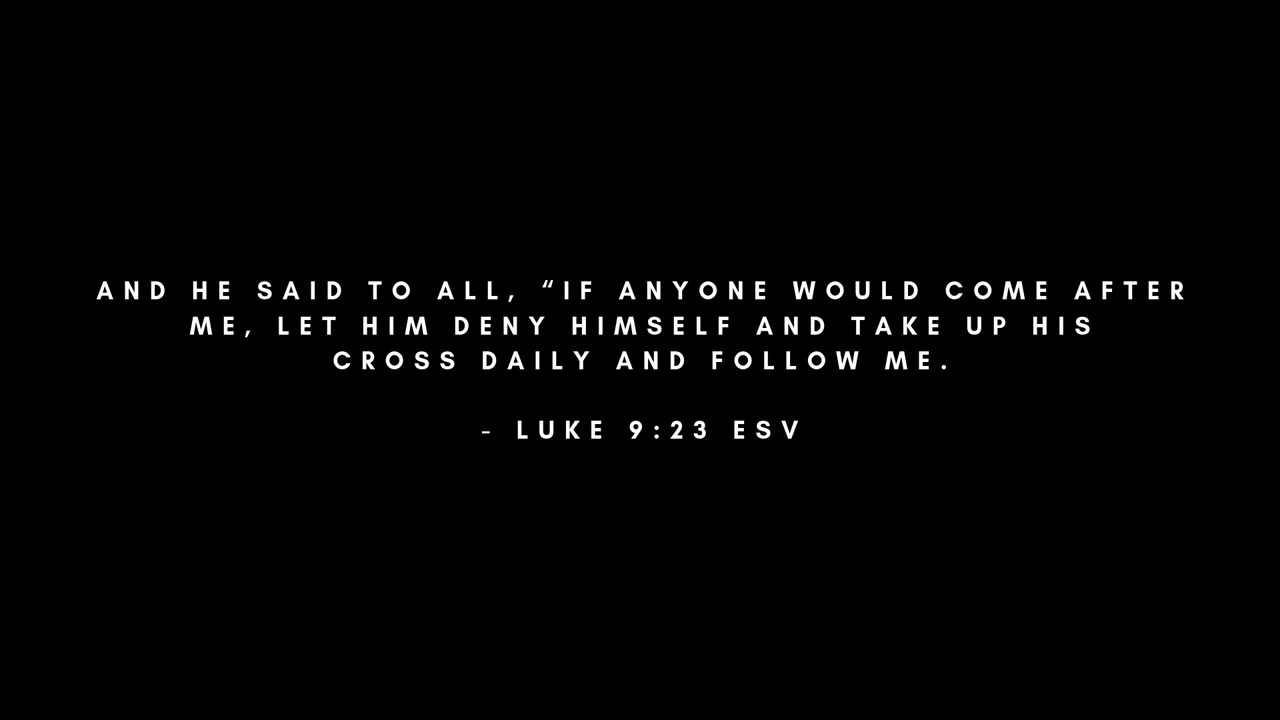 AND HE SAID TO ALL, “IF ANYONE WOULD COME AFTER
ME, LET HIM DENY HIMSELF AND TAKE UP HIS
CROSS DAILY AND FOLLOW ME.
- LUKE 9:23 ESV